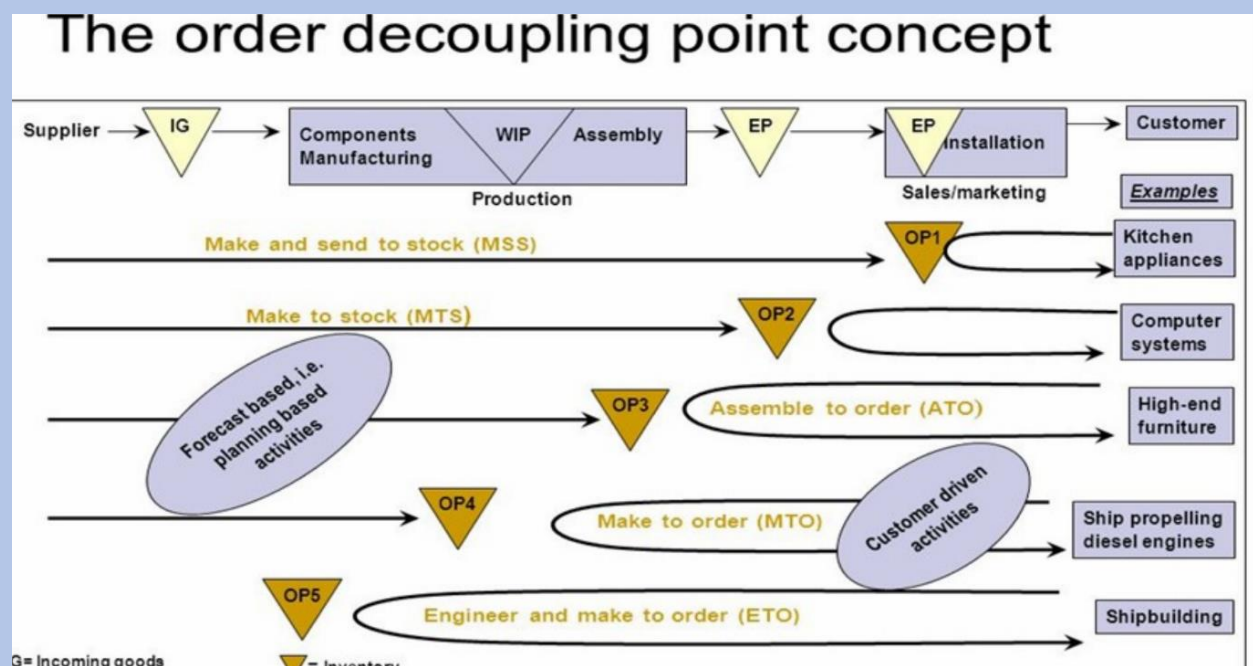 The order decoupling point concept
Supplier
IG
Components
Manufacturing
WIP
Assembly
EP
EP
Installation
Customer
Production
Sales/marketing
Examples
Make and send to stock (MSS)
OP1
Kitchen
appliances
Make to stock (MTS)
OP2
Computer
systems
Forecast based, i.e.
planning based
activities
OP3
Assemble to order (ATO)
High-end
furniture
OP4
Make to order (MTO)
Customer driven
activities
Ship propelling
diesel engines
OP5
Engineer and make to order (ETO)
Shipbuilding
G= Incoming goods
= Inventory